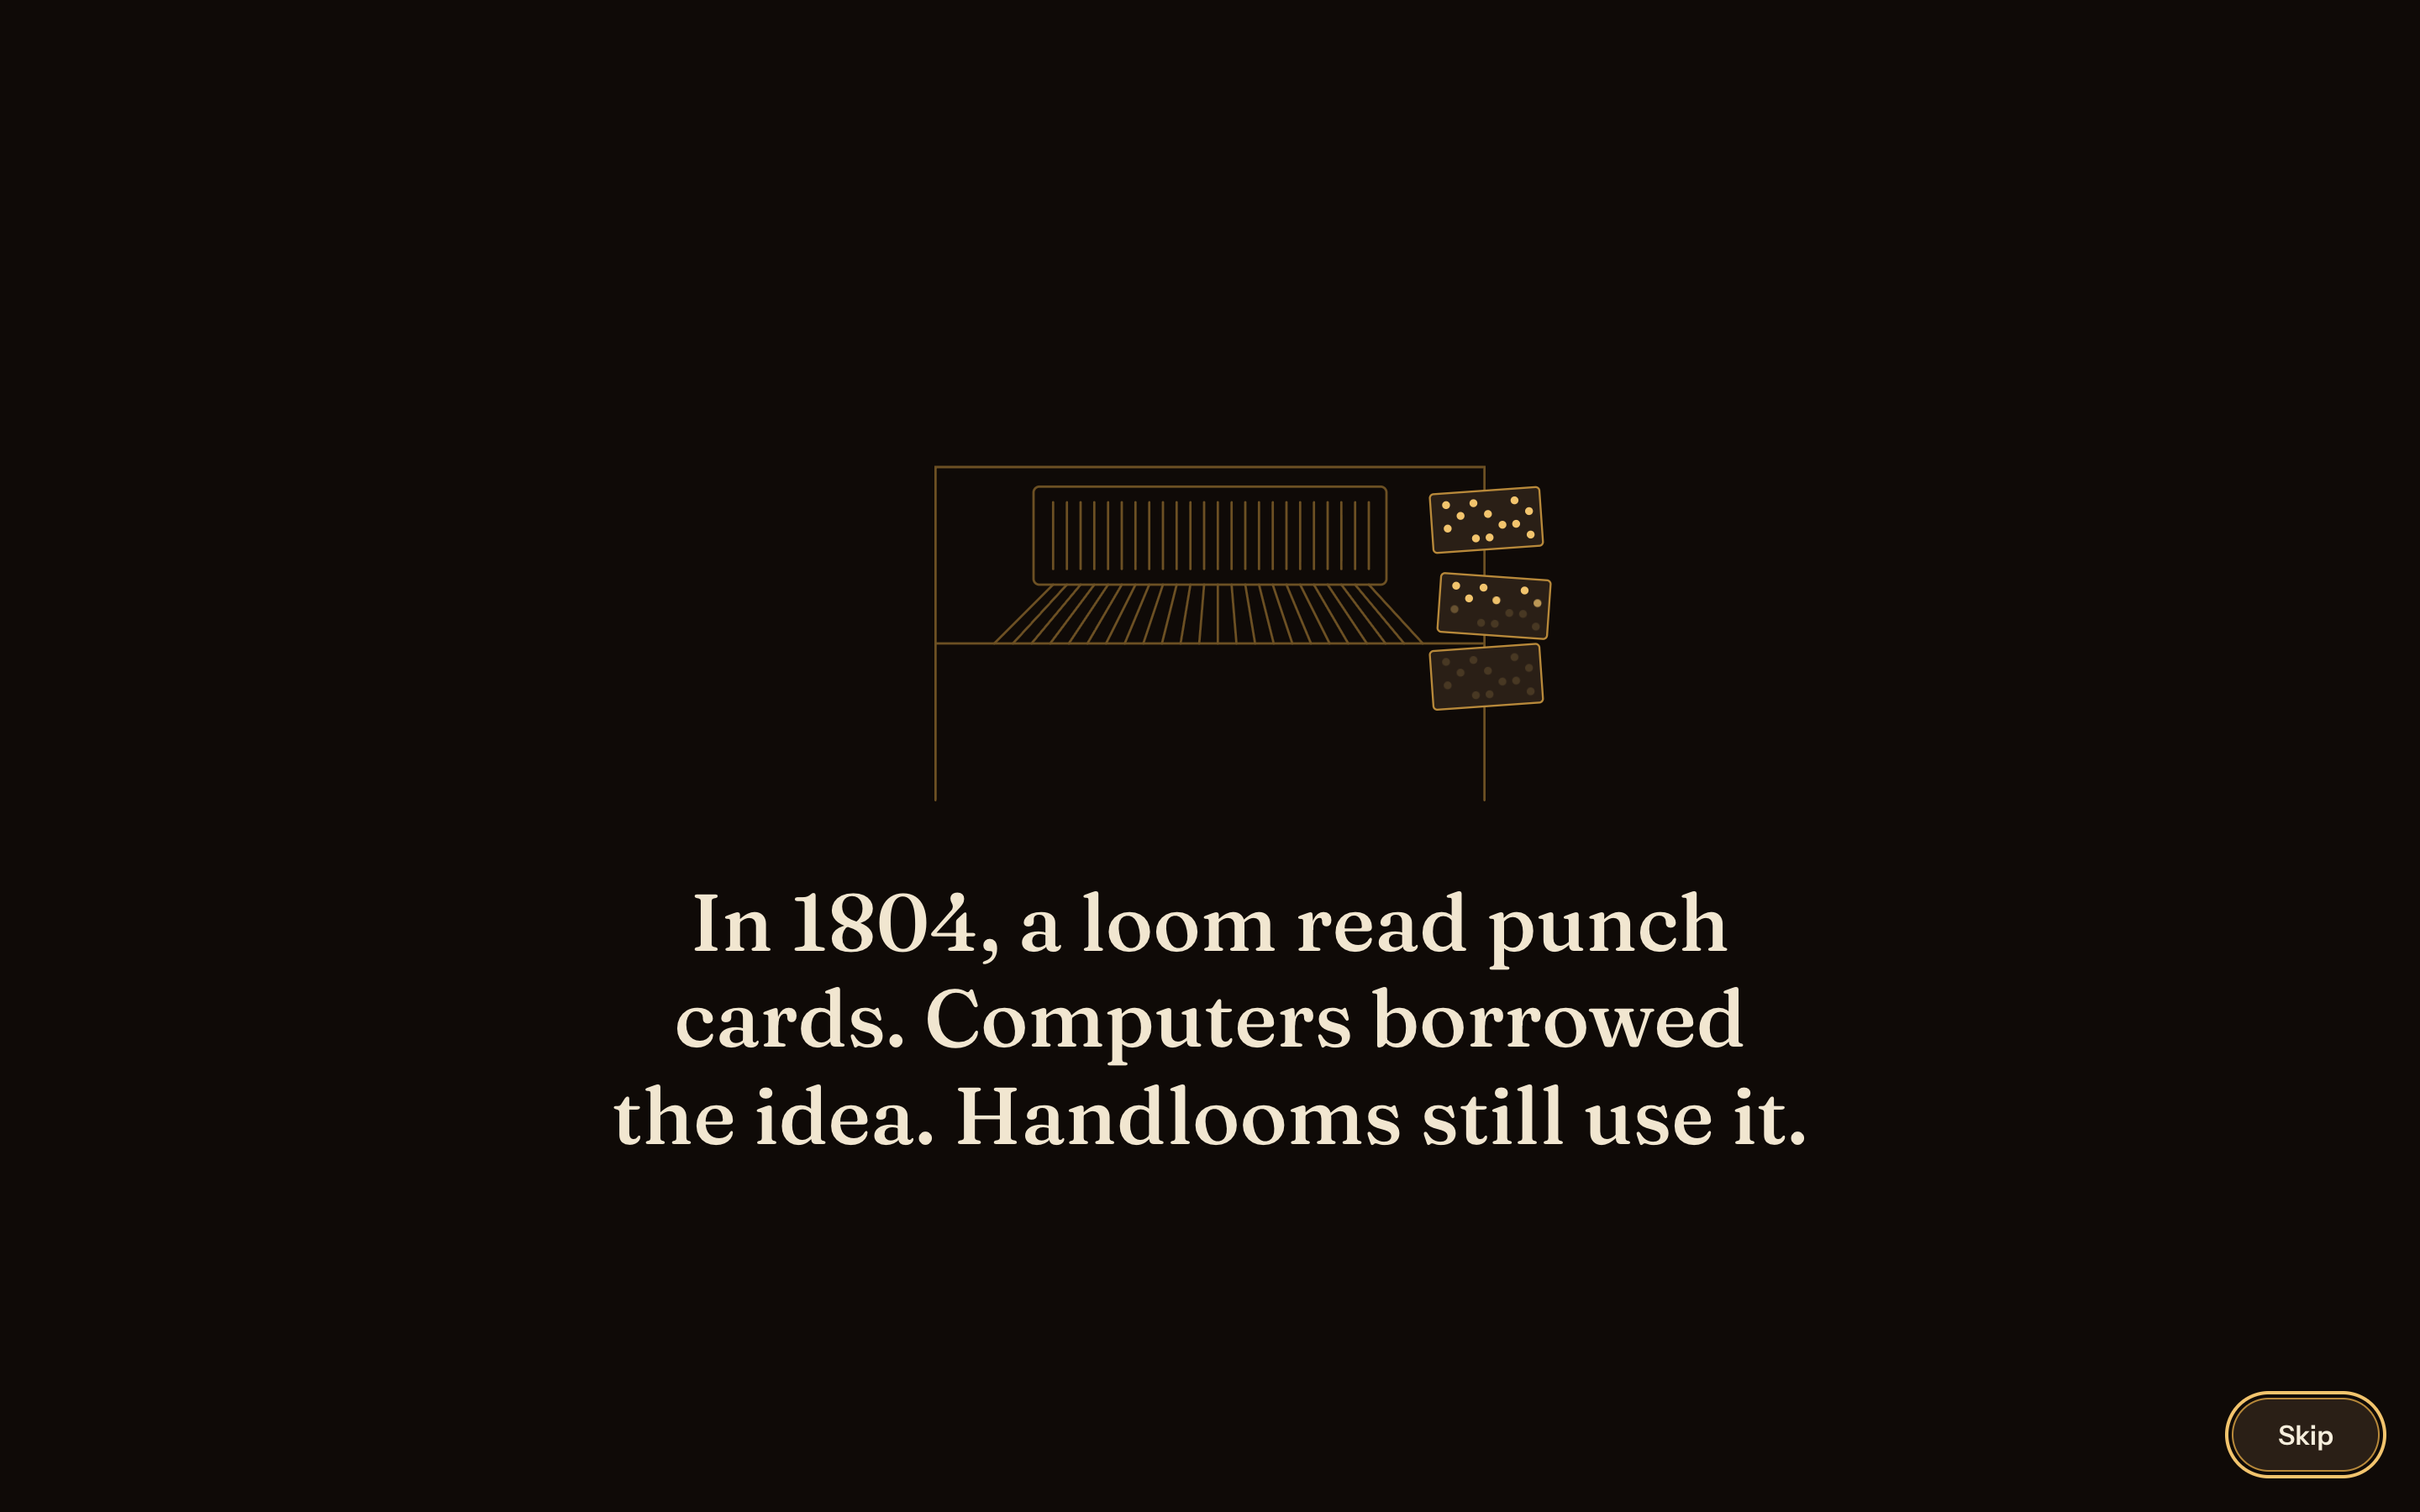 In 1804, a loom read punch
cards. Computers borrowed
the idea. Handlooms still use it.
Skip